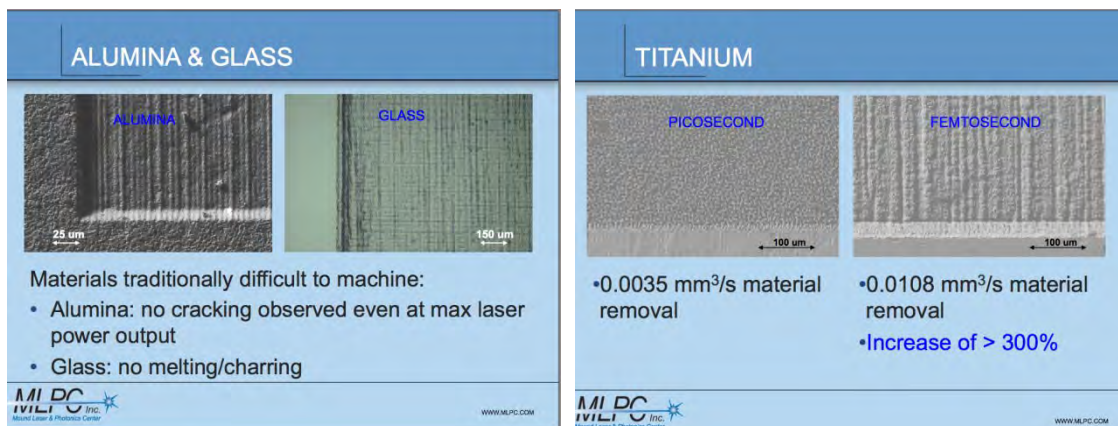 ALUMINA & GLASS
ALUMINA
GLASS
25 um
150 um
Materials traditionally difficult to machine:
• Alumina: no cracking observed even at max laser
power output
• Glass: no melting/charring
MLPC Inc.
Mound Laser & Photonics Center
WWW.MLPC.COM
TITANIUM
PICOSECOND
FEMTOSECOND
100 um
100 um
•0.0035 mm³/s material
removal
•0.0108 mm³/s material
removal
•Increase of > 300%
MLPC Inc.
Mound Laser & Photonics Center
WWW.MLPC.COM